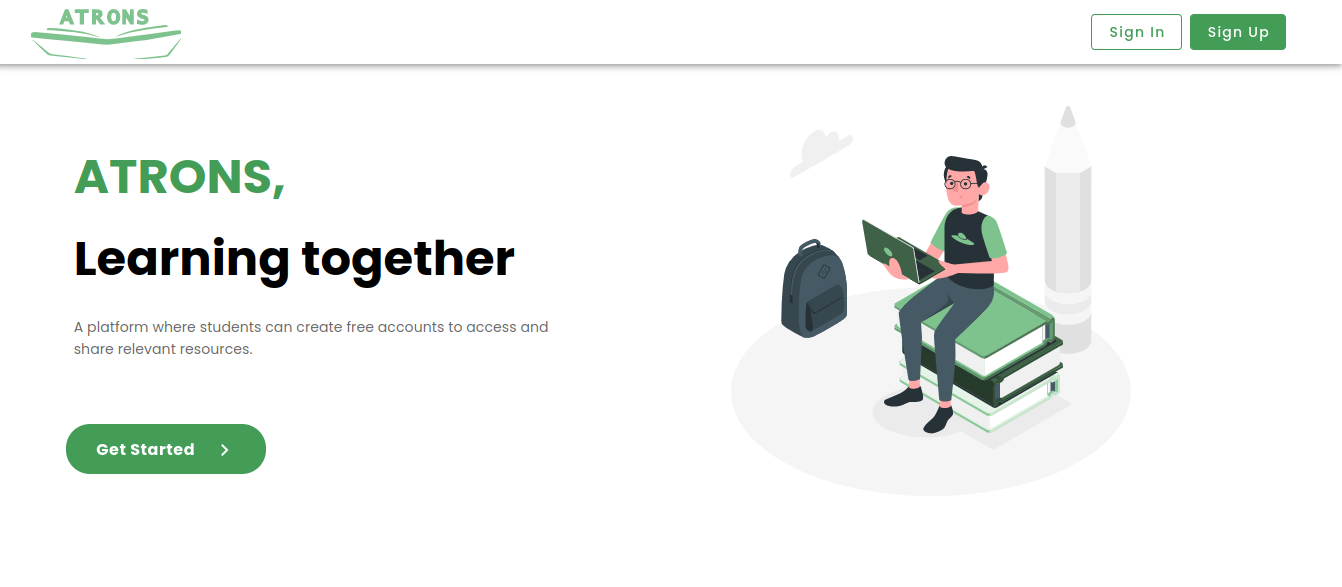 ATRONS
Sign In
Sign Up
ATRONS,
Learning together
A platform where students can create free accounts to access and
share relevant resources.
Get Started